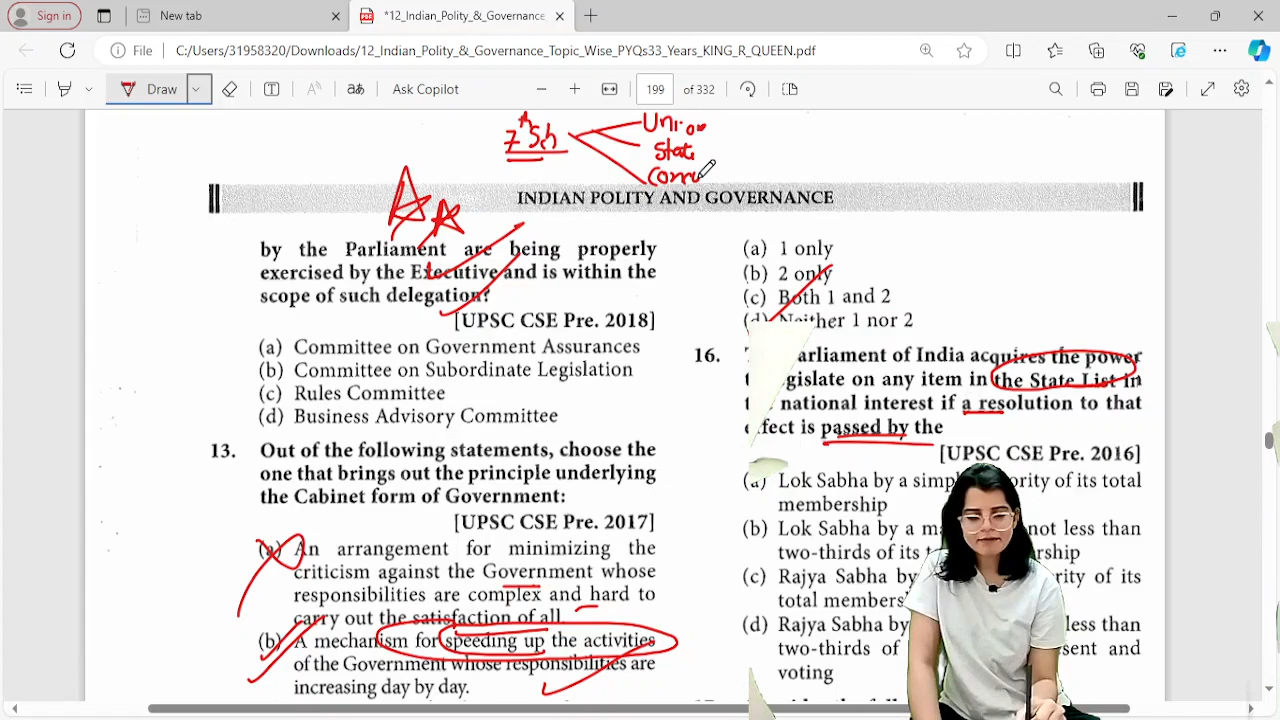 Sign in
New tab
*12_Indian_Polity_&_Governance
File
C:/Users/31958320/Downloads/12_Indian_Polity_&_Governance_Topic_Wise_PYQs33_Years_KING_R_QUEEN.pdf
Draw
Ask Copilot
199 of 332
7th Sch
Union
State
INDIAN POLITY AND GOVERNANCE
by the Parliament are being properly
exercised by the Executive and is within the
scope of such delegation?
[UPSC CSE Pre. 2018]
(a) Committee on Government Assurances
(b) Committee on Subordinate Legislation
(c) Rules Committee
(d) Business Advisory Committee
13. Out of the following statements, choose the
one that brings out the principle underlying
the Cabinet form of Government:
[UPSC CSE Pre. 2017]
(a) An arrangement for minimizing the
criticism against the Government whose
responsibilities are complex and hard to
carry out the satisfaction of all.
(b) A mechanism for speeding up the activities
of the Government whose responsibilities are
increasing day by day.
(a) 1 only
(b) 2 only
(c) Both 1 and 2
(d) Neither 1 nor 2
16. arliament of India acquires the power
gislate on any item in the State List in
national interest if a resolution to that
effect is passed by the
[UPSC CSE Pre. 2016]
(a) Lok Sabha by a simp ority of its total
membership
(b) Lok Sabha by a ma not less than
two-thirds of its ership
(c) Rajya Sabha by rity of its
total members
(d) Rajya Sabha by less than
two-thirds of sent and
voting